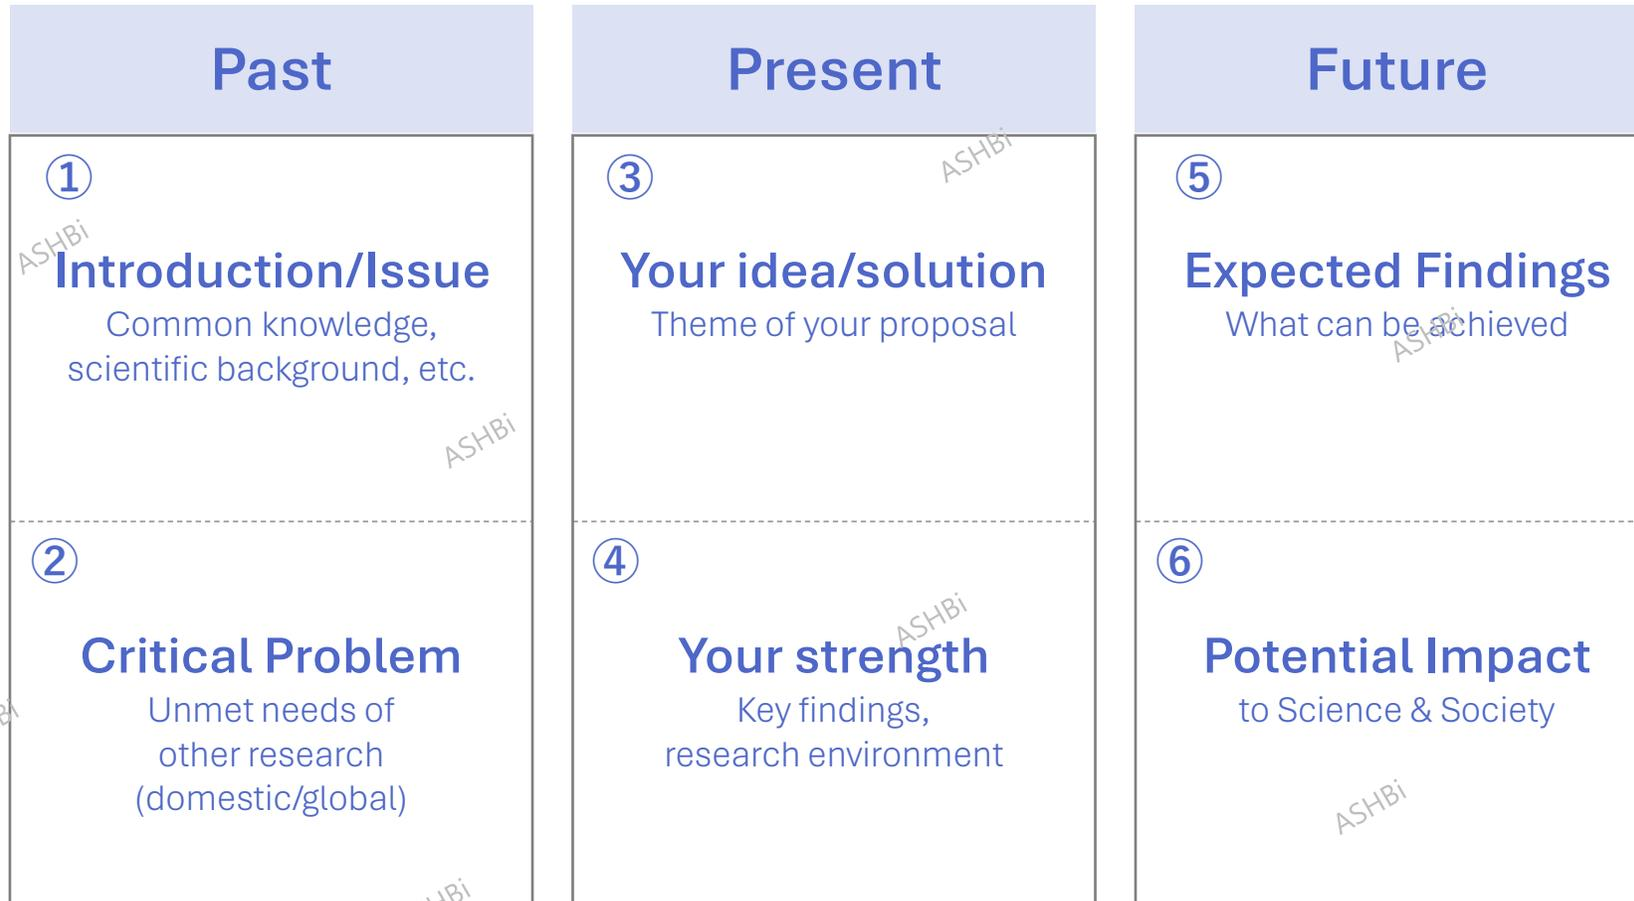 Past
①
Introduction/Issue
Common knowledge,
scientific background, etc.
②
Critical Problem
Unmet needs of
other research
(domestic/global)
Present
③
Your idea/solution
Theme of your proposal
④
Your strength
Key findings,
research environment
Future
⑤
Expected Findings
What can be achieved
⑥
Potential Impact
to Science & Society
ASHBi
ASHBi
ASHBi
ASHBi
ASHBi
ASHBi